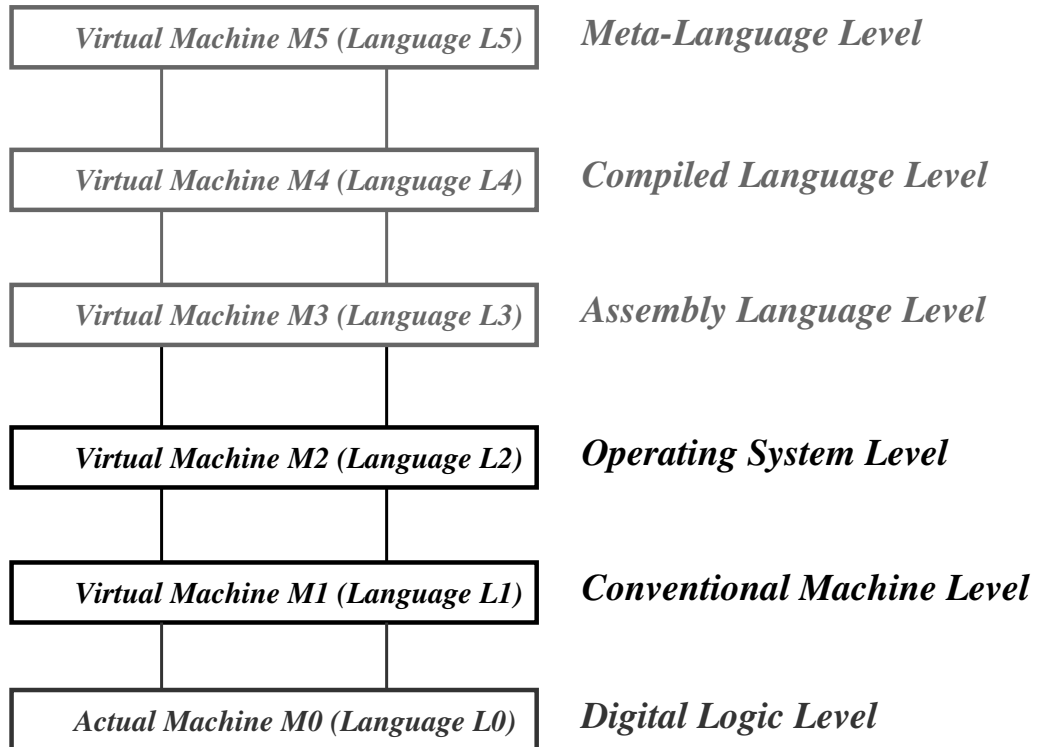 Virtual Machine M5 (Language L5) Meta-Language Level
Virtual Machine M4 (Language L4) Compiled Language Level
Virtual Machine M3 (Language L3) Assembly Language Level
Virtual Machine M2 (Language L2) Operating System Level
Virtual Machine M1 (Language L1) Conventional Machine Level
Actual Machine M0 (Language L0) Digital Logic Level